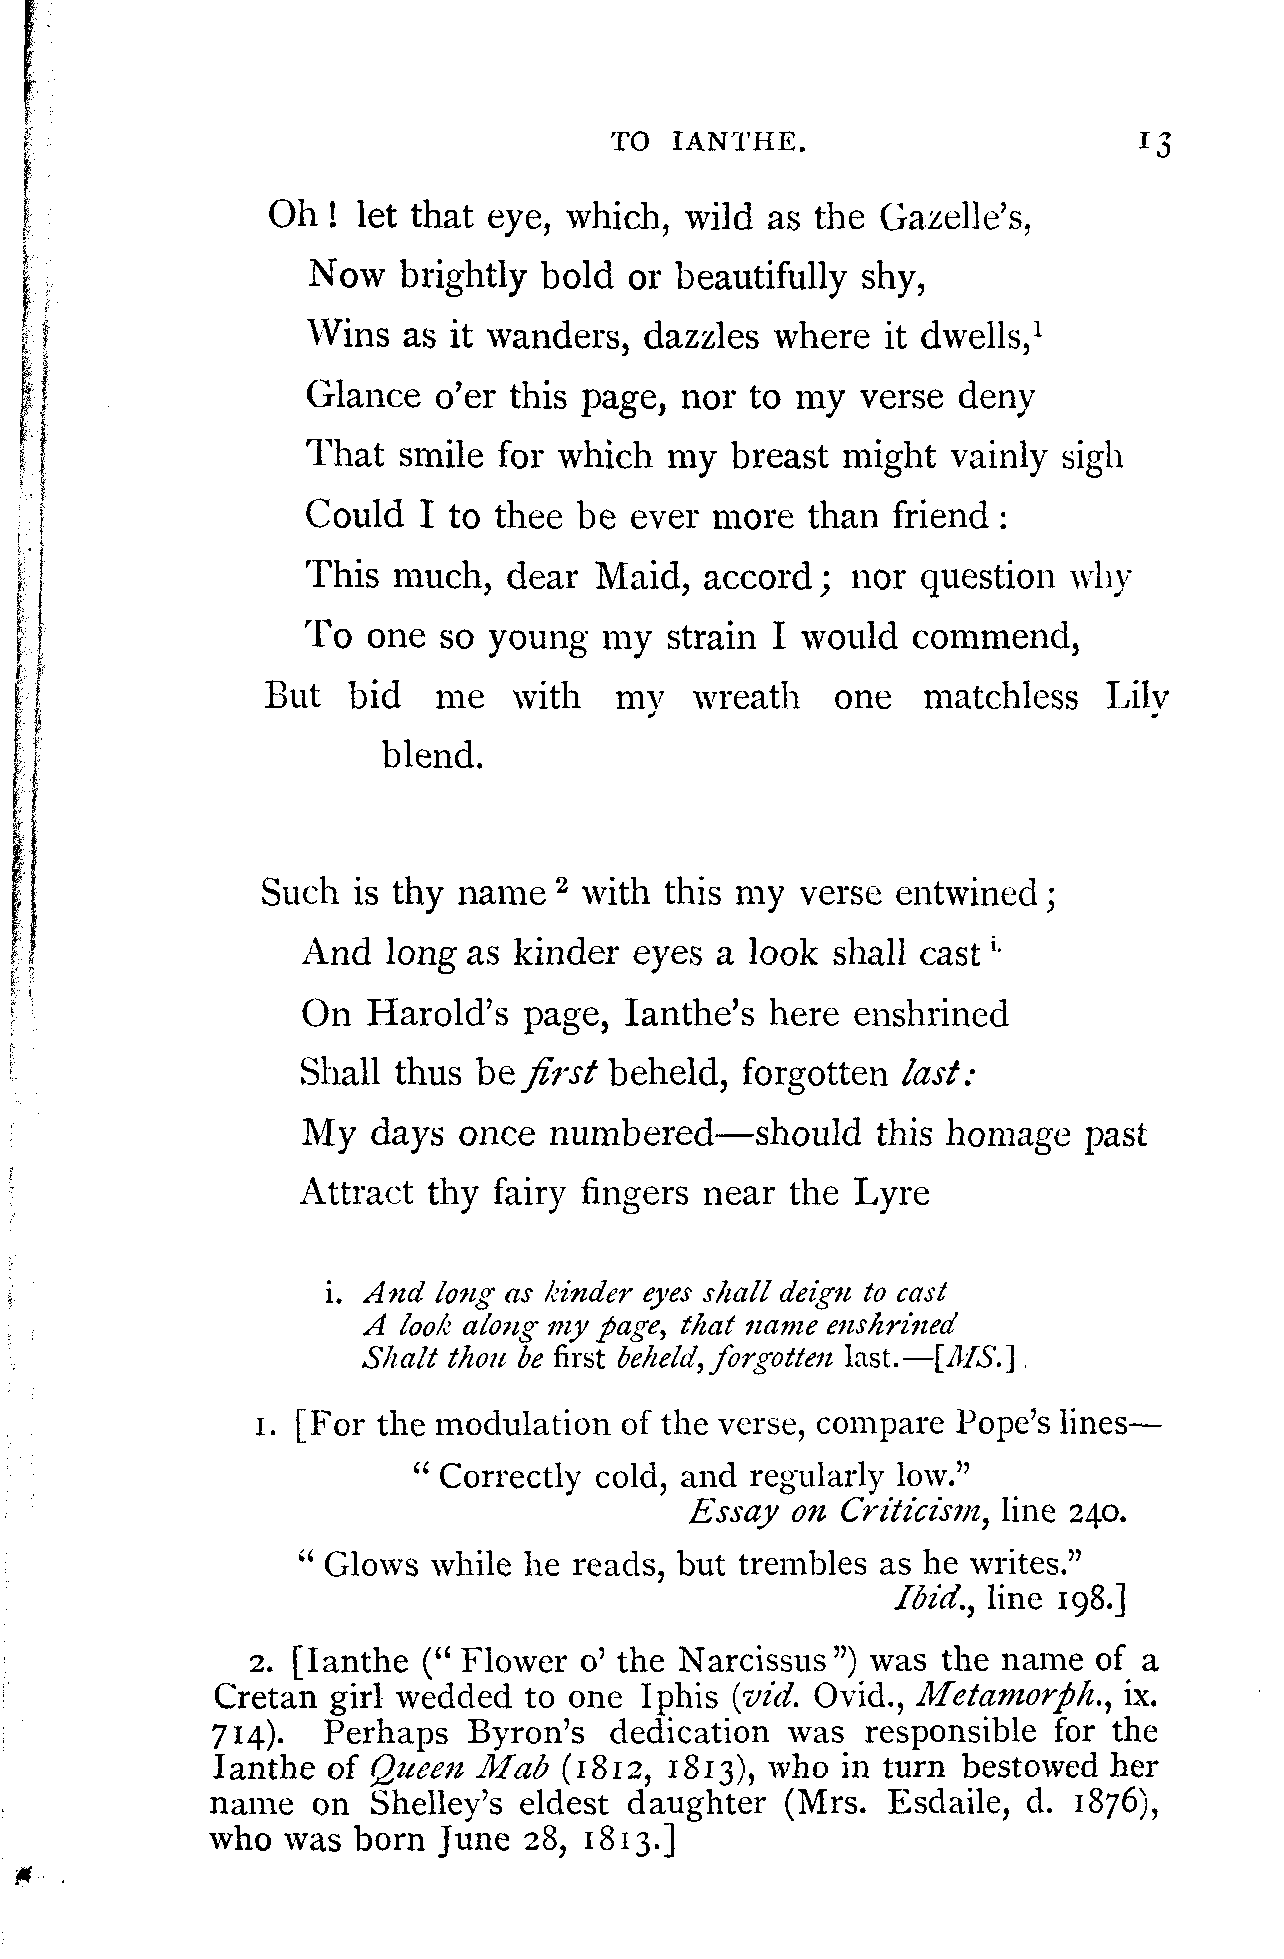 TO IANTHE. 13
Oh ! let that eye, which, wild as the Gazelle's,
Now brightly bold or beautifully shy,
Wins as it wanders, dazzles where it dwells,¹
Glance o'er this page, nor to my verse deny
That smile for which my breast might vainly sigh
Could I to thee be ever more than friend :
This much, dear Maid, accord ; nor question why
To one so young my strain I would commend,
But bid me with my wreath one matchless Lily
blend.
Such is thy name ² with this my verse entwined ;
And long as kinder eyes a look shall cast i.
On Harold's page, Ianthe's here enshrined
Shall thus be first beheld, forgotten last :
My days once numbered—should this homage past
Attract thy fairy fingers near the Lyre
i. And long as kinder eyes shall deign to cast
A look along my page, that name enshrined
Shalt thou be first beheld, forgotten last.—[MS.]
1. [For the modulation of the verse, compare Pope's lines—
“ Correctly cold, and regularly low.”
Essay on Criticism, line 240.
“ Glows while he reads, but trembles as he writes.”
Ibid., line 198.]
2. [Ianthe (“ Flower o' the Narcissus ”) was the name of a
Cretan girl wedded to one Iphis (vid. Ovid., Metamorph., ix.
714). Perhaps Byron's dedication was responsible for the
Ianthe of Queen Mab (1812, 1813), who in turn bestowed her
name on Shelley's eldest daughter (Mrs. Esdaile, d. 1876),
who was born June 28, 1813.]